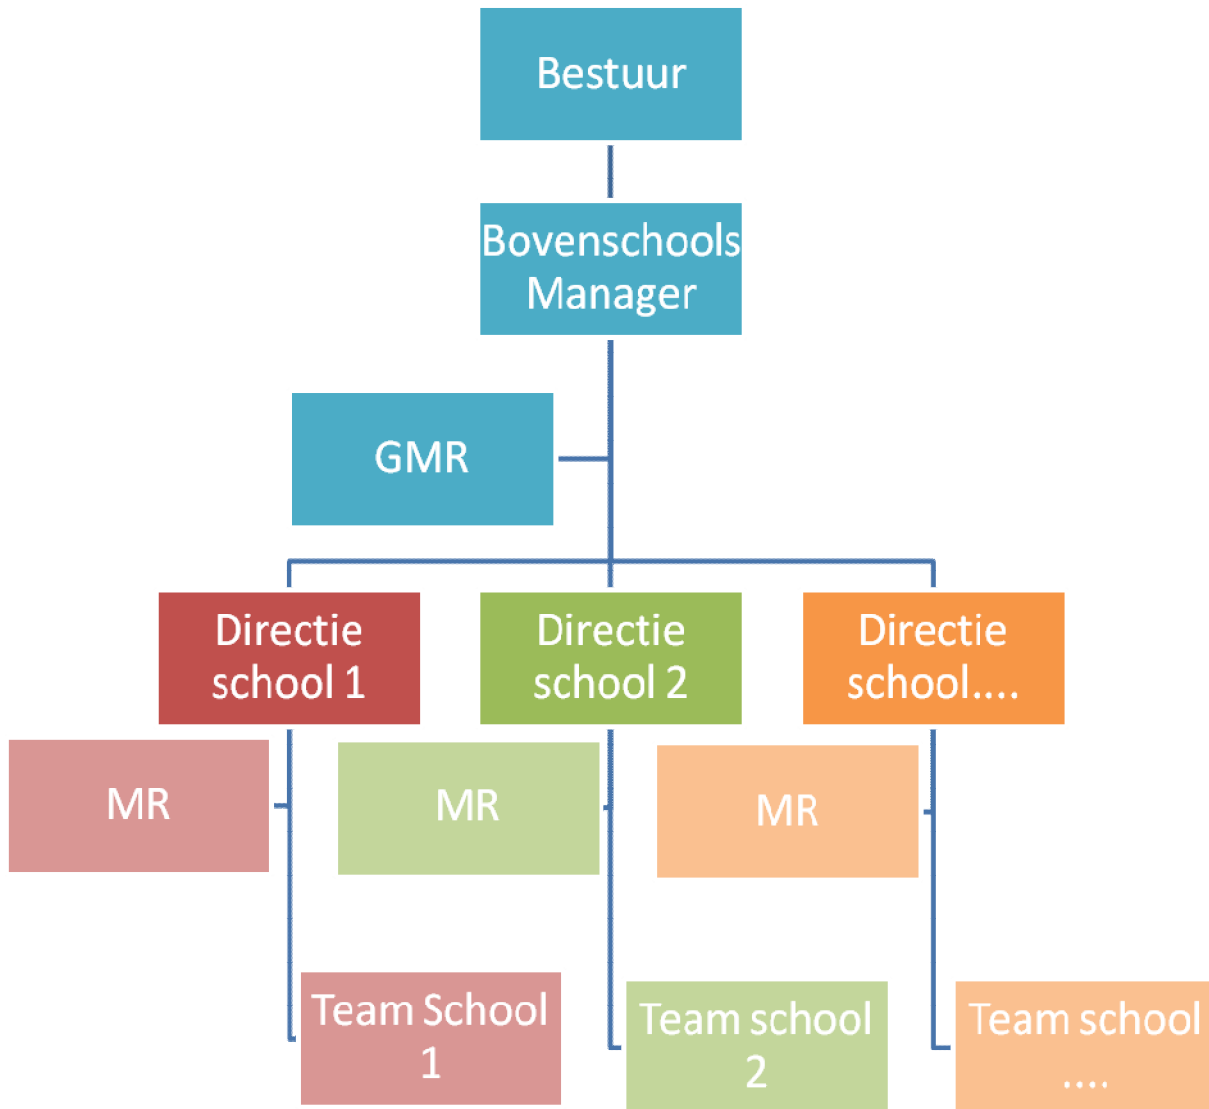 Bestuur
Bovenschools
Manager
GMR
Directie
school 1
Directie
school 2
Directie
school....
MR
MR
MR
Team School
1
Team school
2
Team school
....